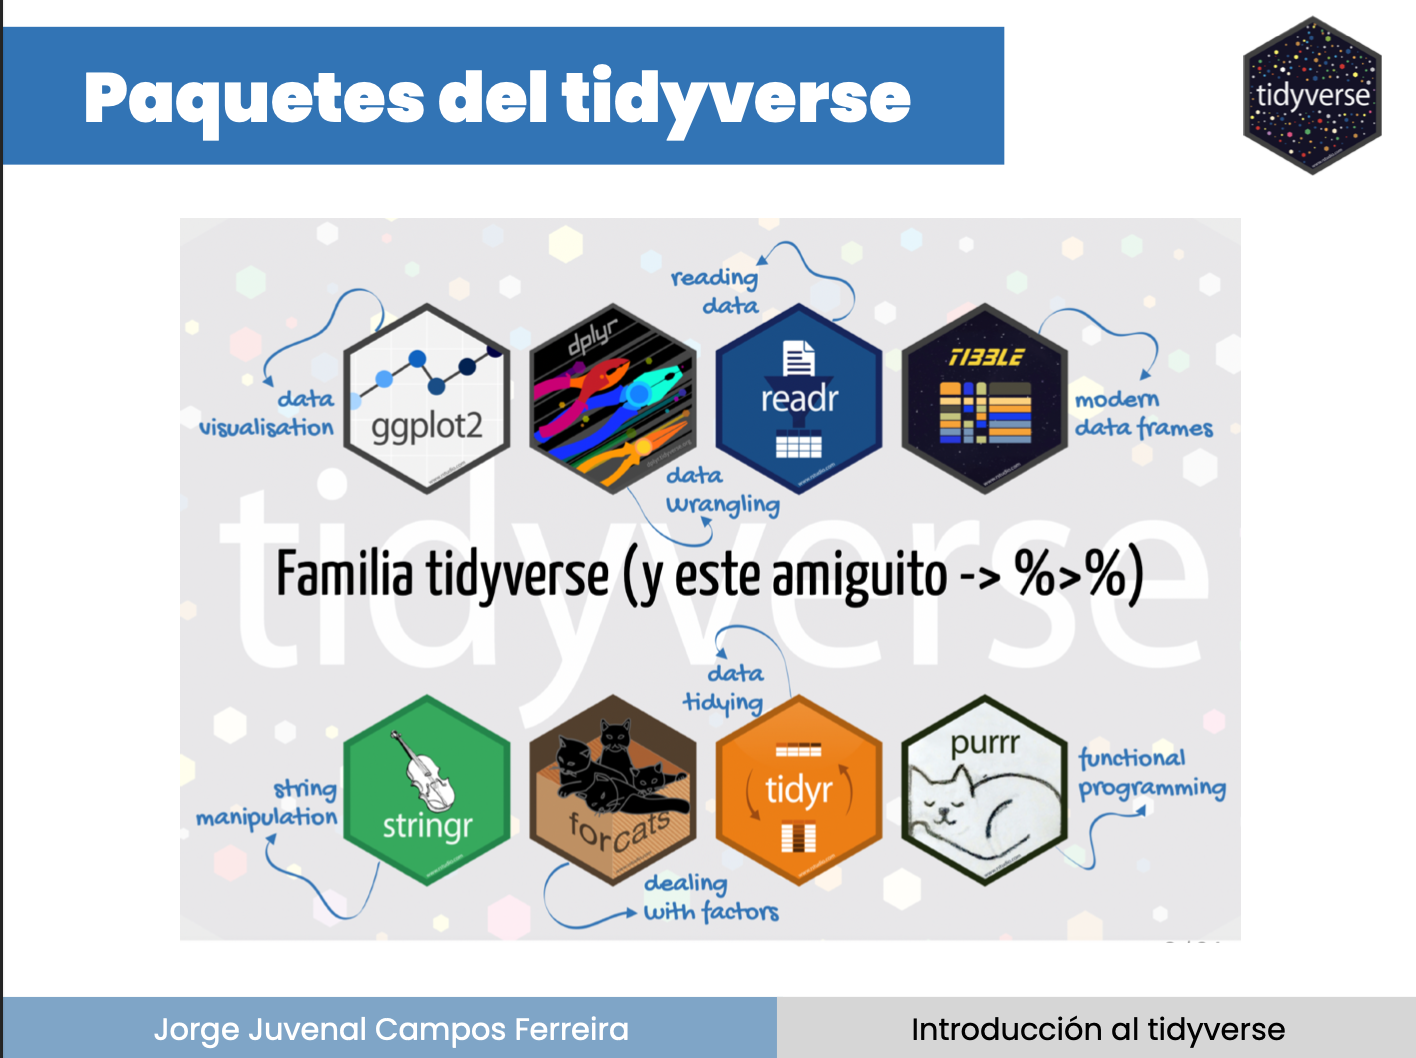 Paquetes del tidyverse
tidyverse
reading
data
data
visualisation
ggplot2
dplyr
readr
TIBBLE
modern
data frames
data
wrangling
tidyverse
Familia tidyverse (y este amiguito -> %>%)
data
tidying
string
manipulation
stringr
forcats
tidyr
purrr
functional
programming
dealing
with factors
Jorge Juvenal Campos Ferreira
Introducción al tidyverse